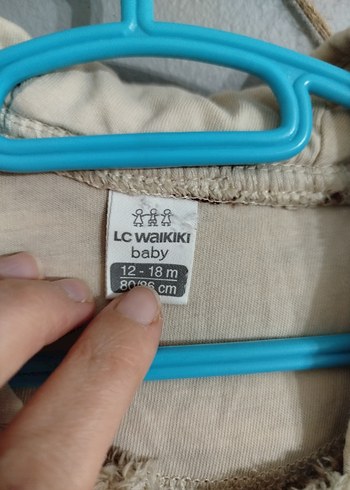 LC WAIKIKI
baby
12 - 18 m
80/86 cm